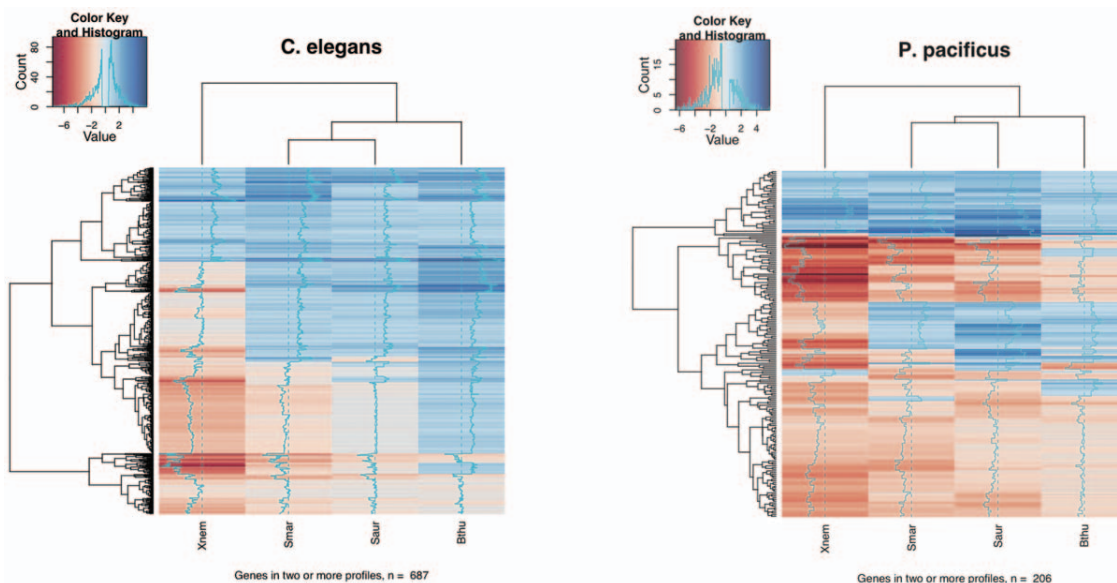 Color Key
and Histogram
Count
0 40 80
-6 -2 2
Value
C. elegans
Xnem
Smar
Saur
Bthu
Genes in two or more profiles, n = 687
Color Key
and Histogram
Count
0 5 15
-6 -4 -2 0 2 4
Value
P. pacificus
Xnem
Smar
Saur
Bthu
Genes in two or more profiles, n = 206